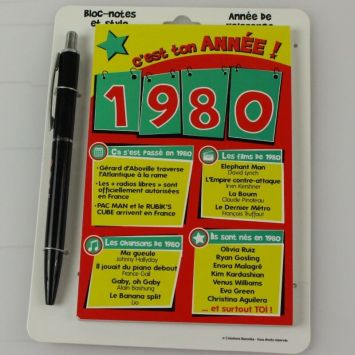 Bloc-notes
et stylo
Année de
c'est ton ANNÉE !
1980
Ça s'est passé en 1980
• Gérard d'Aboville traverse
l'Atlantique à la rame
• Les « radios libres » sont
officiellement autorisées
en France
• PAC MAN et le RUBIK'S
CUBE arrivent en France
Les films de 1980
Elephant Man
David Lynch
L'Empire contre-attaque
Irvin Kershner
La Boum
Claude Pinoteau
Le Dernier Métro
François Truffaut
Les chansons de 1980
Ma gueule
Johnny Hallyday
Il jouait du piano debout
France Gall
Gaby, oh Gaby
Alain Bashung
Le Banana split
Lio
Ils sont nés en 1980
Olivia Ruiz
Ryan Gosling
Enora Malagré
Kim Kardashian
Venus Williams
Eva Green
Christina Aguilera
... et surtout TOI !